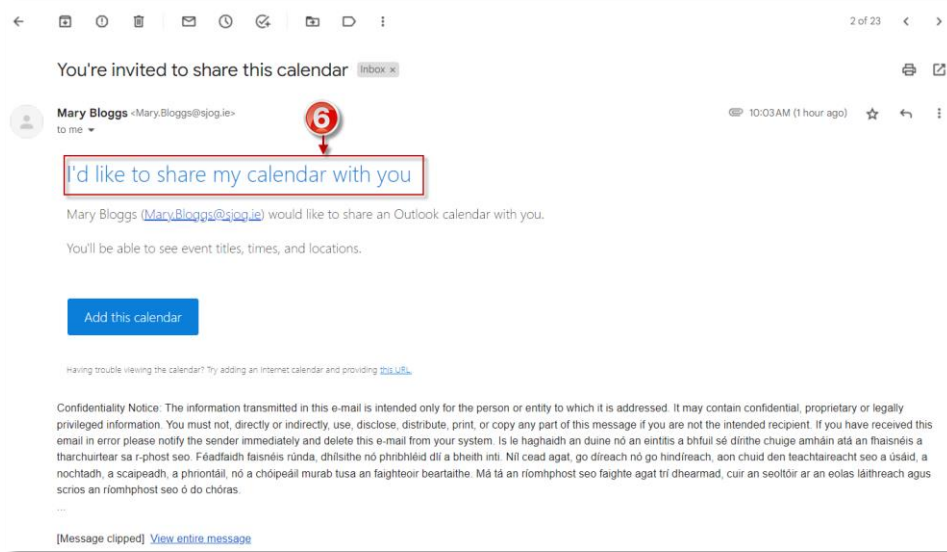 2 of 23
You're invited to share this calendar Inbox x
Mary Bloggs <Mary.Bloggs@sjog.ie>
10:03 AM (1 hour ago)
to me
6
I'd like to share my calendar with you
Mary Bloggs (Mary.Bloggs@sjog.ie) would like to share an Outlook calendar with you.
You'll be able to see event titles, times, and locations.
Add this calendar
Having trouble viewing the calendar? Try adding an Internet calendar and providing this URL.
Confidentiality Notice: The information transmitted in this e-mail is intended only for the person or entity to which it is addressed. It may contain confidential, proprietary or legally
privileged information. You must not, directly or indirectly, use, disclose, distribute, print, or copy any part of this message if you are not the intended recipient. If you have received this
email in error please notify the sender immediately and delete this e-mail from your system. Is le haghaidh an duine nó an eintitis a bhfuil sé dírithe chuige amháin atá an fhaisnéis a
tharchuirtear sa r-phost seo. Féadfaidh faisnéis rúnda, dhílsithe nó phribhléid dlí a bheith inti. Níl cead agat, go díreach nó go hindíreach, aon chuid den teachtaireacht seo a úsáid, a
nochtadh, a scaipeadh, a phriontáil, nó a chóipeáil murab tusa an faighteoir beartaithe. Má tá an ríomhphost seo faighte agat trí dhearmad, cuir an seoltóir ar an eolas láithreach agus
scrios an ríomhphost seo ó do chóras.
...
[Message clipped] View entire message